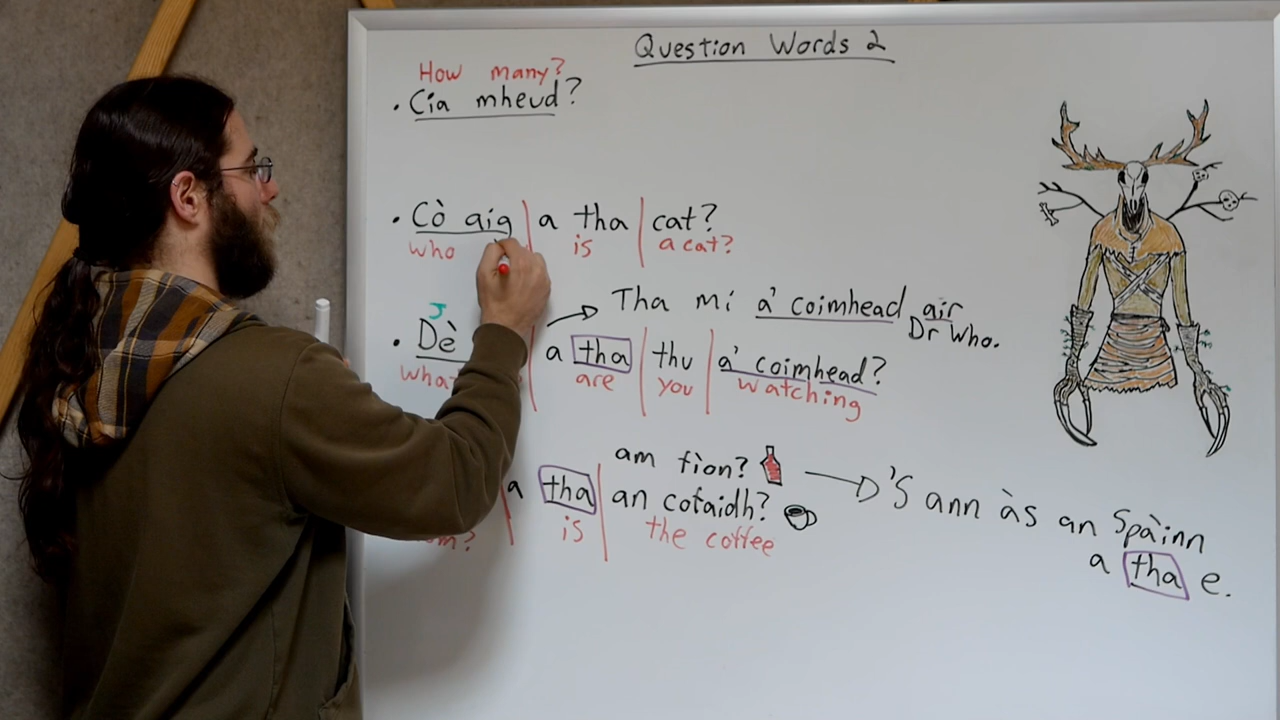 Question Words 2
How many?
• Cia mheud?
• Cò aig | a tha | cat?
who is a cat?
Tha mi a' coimhead air
Dr Who.
J
• Dè a tha | thu | a' coimhead?
are you watching
am fìon?
a tha an cofaidh?
is the coffee
'S ann às an Spàinn
a tha e.